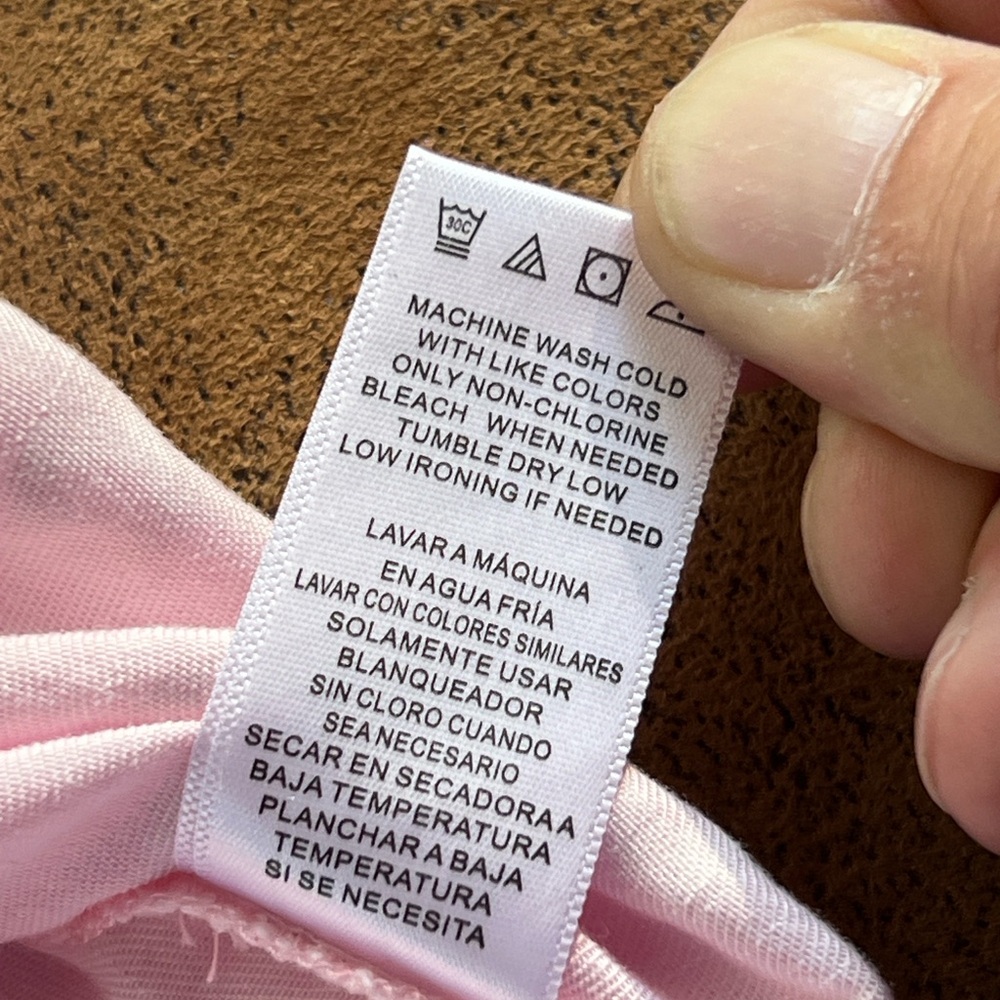 30C
MACHINE WASH COLD
WITH LIKE COLORS
ONLY NON-CHLORINE
BLEACH WHEN NEEDED
TUMBLE DRY LOW
LOW IRONING IF NEEDED
LAVAR A MÁQUINA
EN AGUA FRÍA
LAVAR CON COLORES SIMILARES
SOLAMENTE USAR
BLANQUEADOR
SIN CLORO CUANDO
SEA NECESARIO
SECAR EN SECADORA A
BAJA TEMPERATURA
PLANCHAR A BAJA
TEMPERATURA
SI SE NECESITA